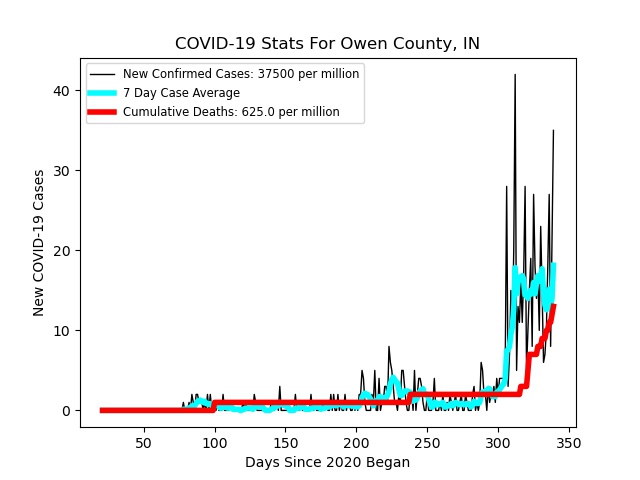 COVID-19 Stats For Owen County, IN
New Confirmed Cases: 37500 per million
7 Day Case Average
Cumulative Deaths: 625.0 per million
New COVID-19 Cases
40
30
20
10
0
50 100 150 200 250 300 350
Days Since 2020 Began